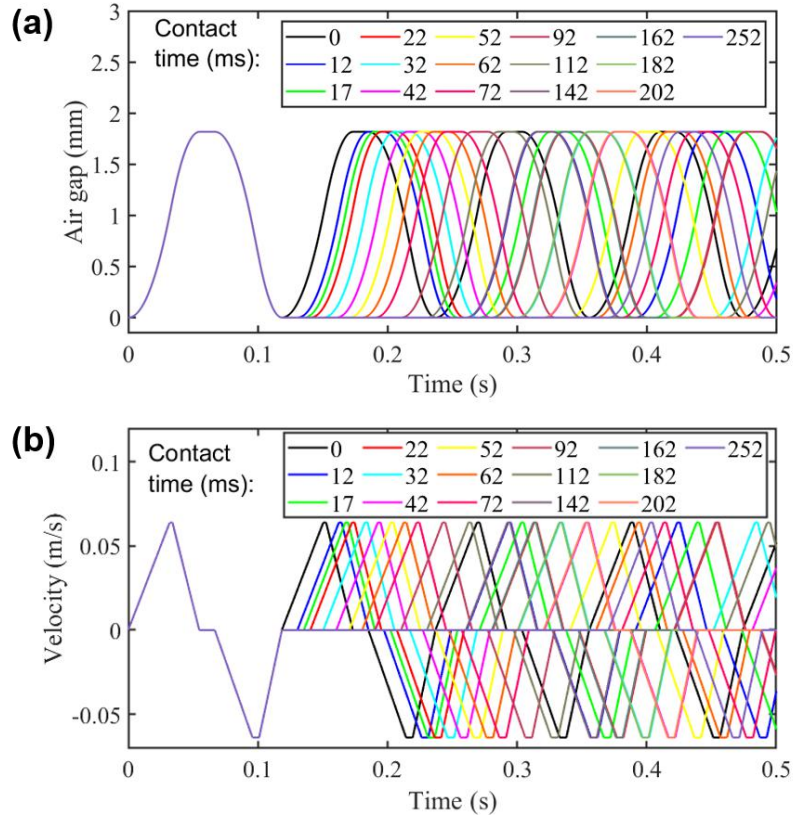 (a)
Contact time (ms):
0 22 52 92 162 252
12 32 62 112 182
17 42 72 142 202
Air gap (mm)
3
2.5
2
1.5
1
0.5
0
0 0.1 0.2 0.3 0.4 0.5
Time (s)
(b)
Contact time (ms):
0 22 52 92 162 252
12 32 62 112 182
17 42 72 142 202
Velocity (m/s)
0.1
0.05
0
-0.05
0 0.1 0.2 0.3 0.4 0.5
Time (s)